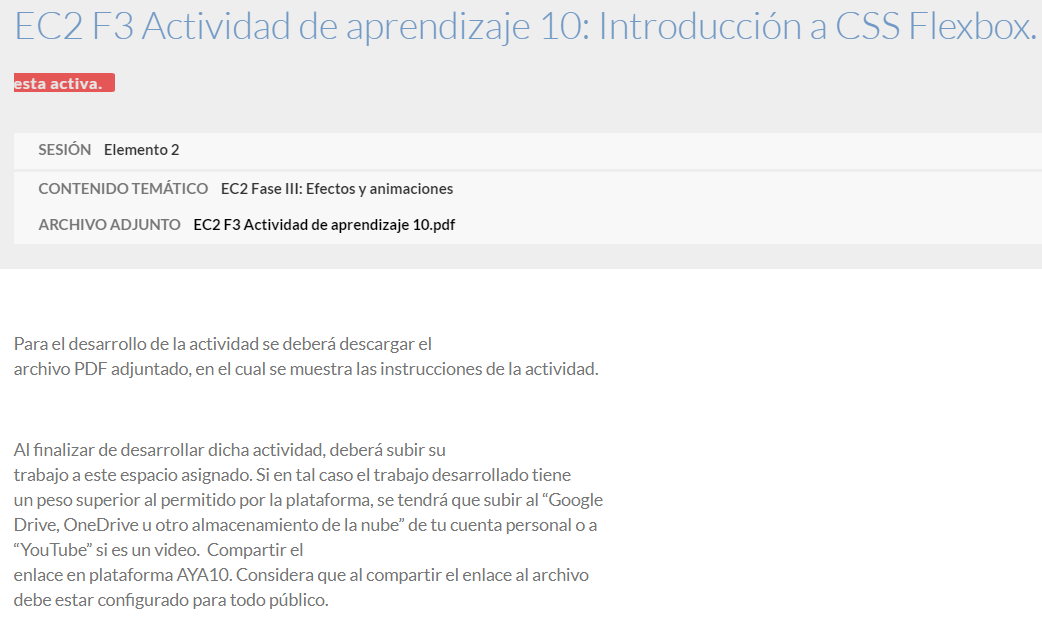 EC2 F3 Actividad de aprendizaje 10: Introducción a CSS Flexbox.
esta activa.
SESIÓN Elemento 2
CONTENIDO TEMÁTICO EC2 Fase III: Efectos y animaciones
ARCHIVO ADJUNTO EC2 F3 Actividad de aprendizaje 10.pdf
Para el desarrollo de la actividad se deberá descargar el
archivo PDF adjuntado, en el cual se muestra las instrucciones de la actividad.
Al finalizar de desarrollar dicha actividad, deberá subir su
trabajo a este espacio asignado. Si en tal caso el trabajo desarrollado tiene
un peso superior al permitido por la plataforma, se tendrá que subir al “Google
Drive, OneDrive u otro almacenamiento de la nube” de tu cuenta personal o a
“YouTube” si es un video. Compartir el
enlace en plataforma AYA10. Considera que al compartir el enlace al archivo
debe estar configurado para todo público.